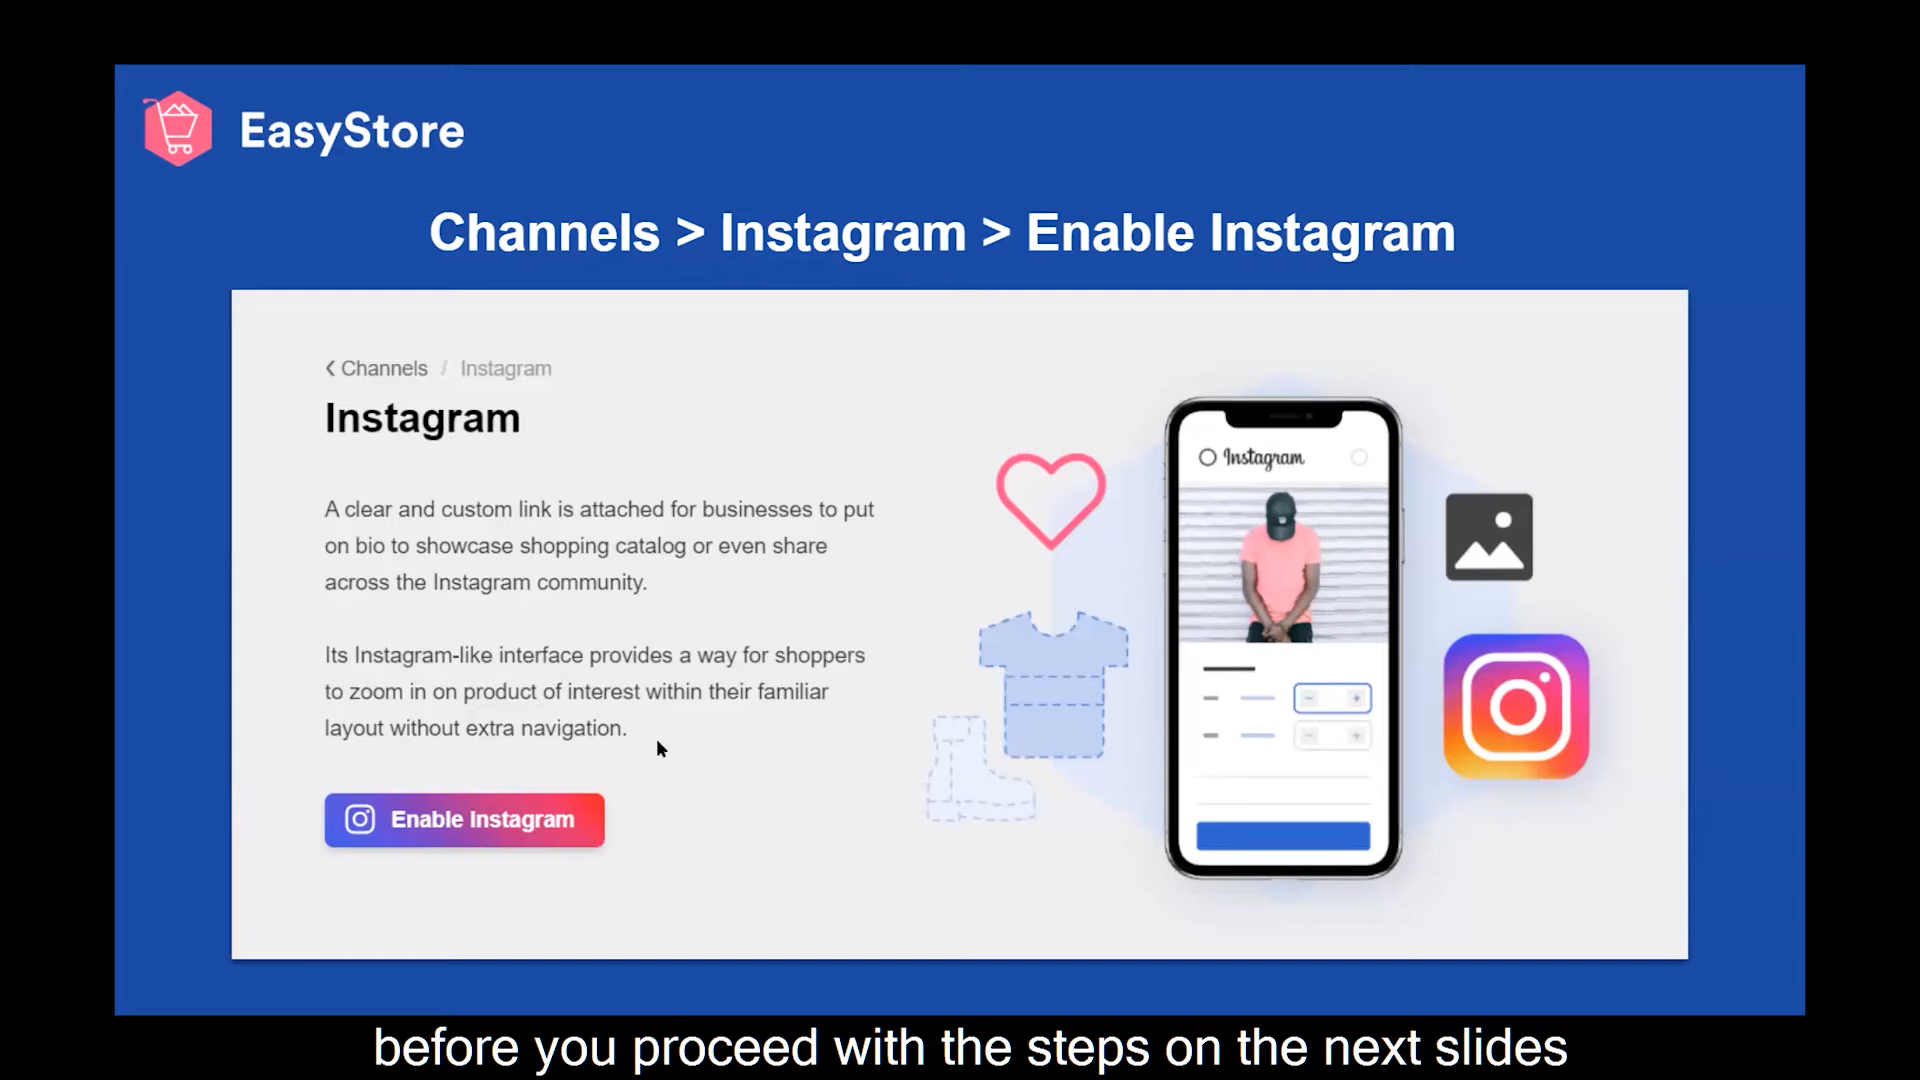 EasyStore
Channels > Instagram > Enable Instagram
Channels / Instagram
Instagram
A clear and custom link is attached for businesses to put
on bio to showcase shopping catalog or even share
across the Instagram community.
Its Instagram-like interface provides a way for shoppers
to zoom in on product of interest within their familiar
layout without extra navigation.
Enable Instagram
Instagram
before you proceed with the steps on the next slides